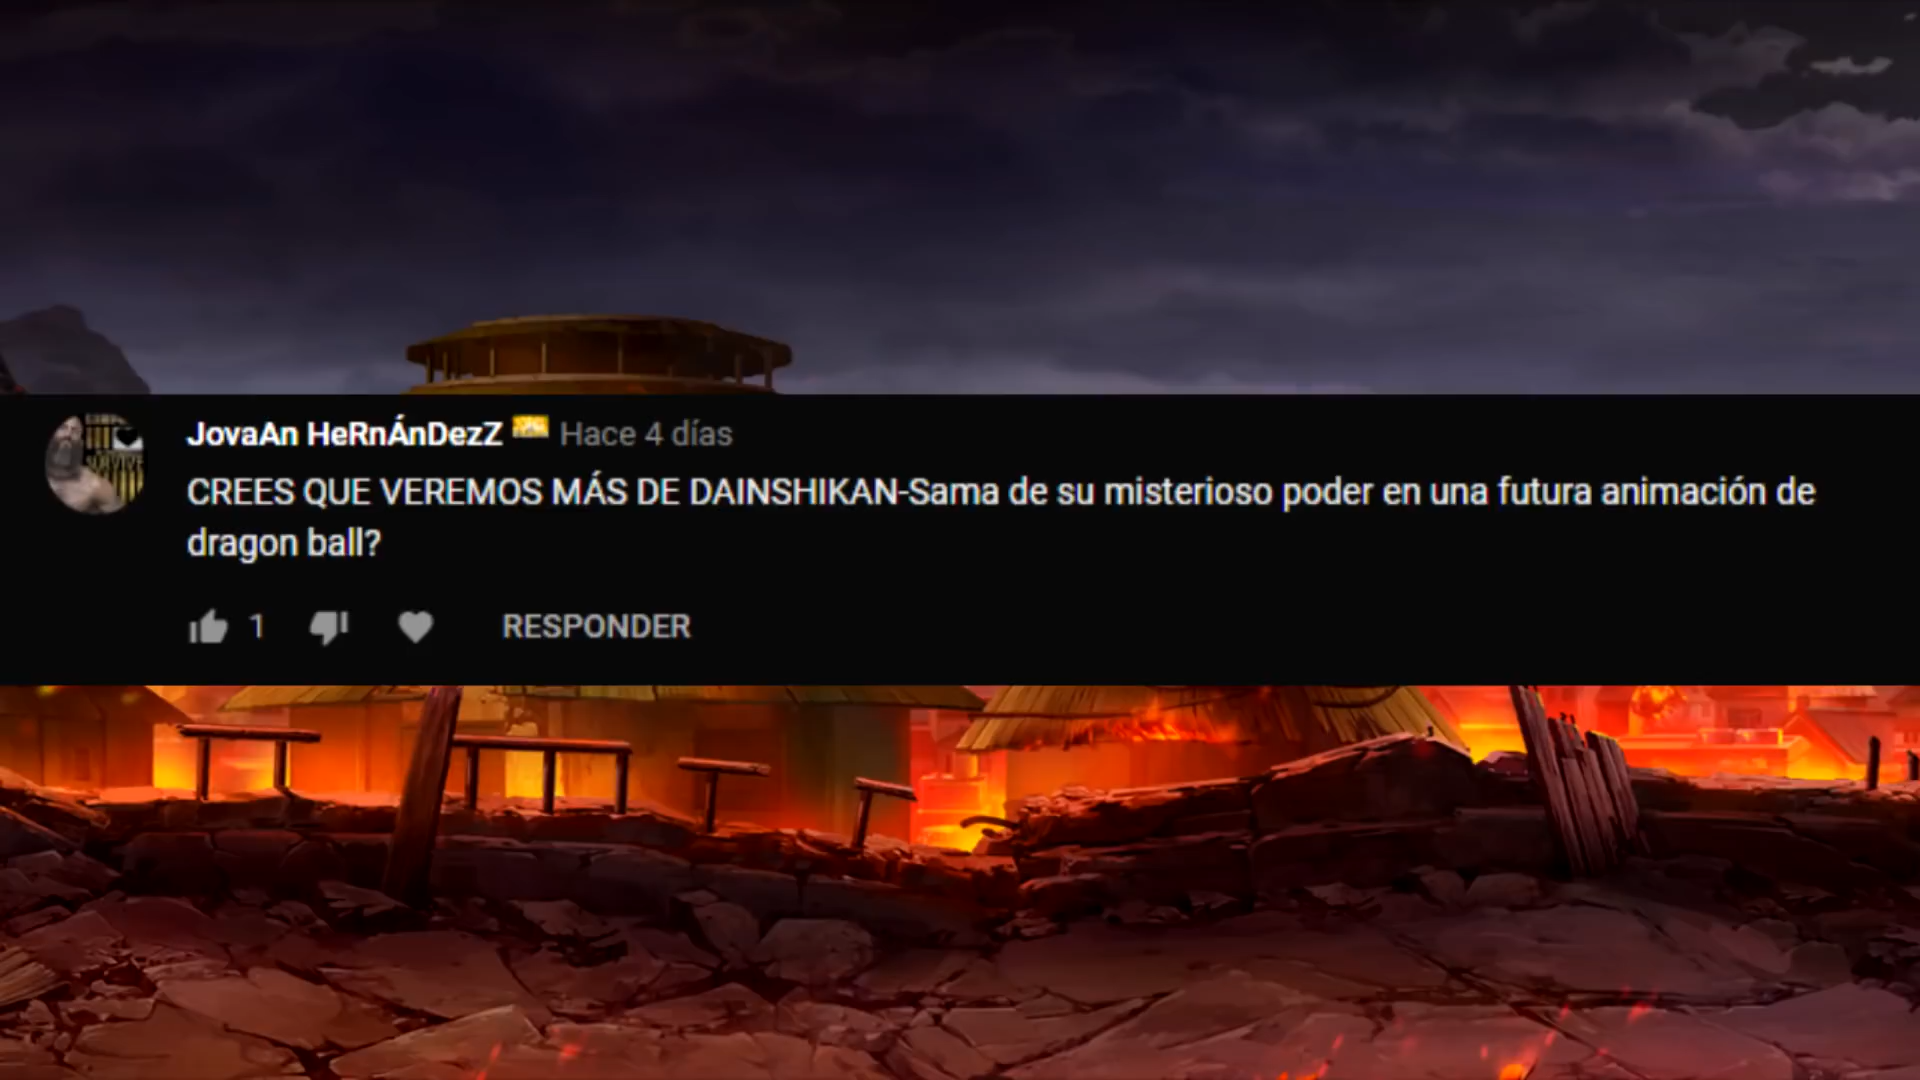 JovaAn HeRnÁnDezZ Hace 4 días
CREES QUE VEREMOS MÁS DE DAINSHIKAN-Sama de su misterioso poder en una futura animación de
dragon ball?
1 RESPONDER